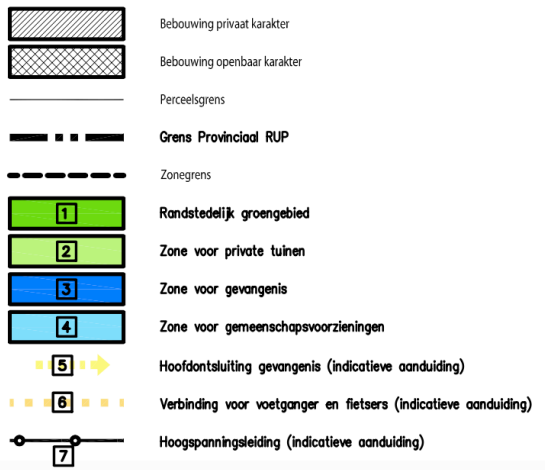 Bebouwing privaat karakter
Bebouwing openbaar karakter
Perceelsgrens
Grens Provinciaal RUP
Zonegrens
1 Randstedelijk groengebied
2 Zone voor private tuinen
3 Zone voor gevangenis
4 Zone voor gemeenschapsvoorzieningen
5 Hoofdontsluiting gevangenis (indicatieve aanduiding)
6 Verbinding voor voetganger en fietsers (indicatieve aanduiding)
7 Hoogspanningsleiding (indicatieve aanduiding)